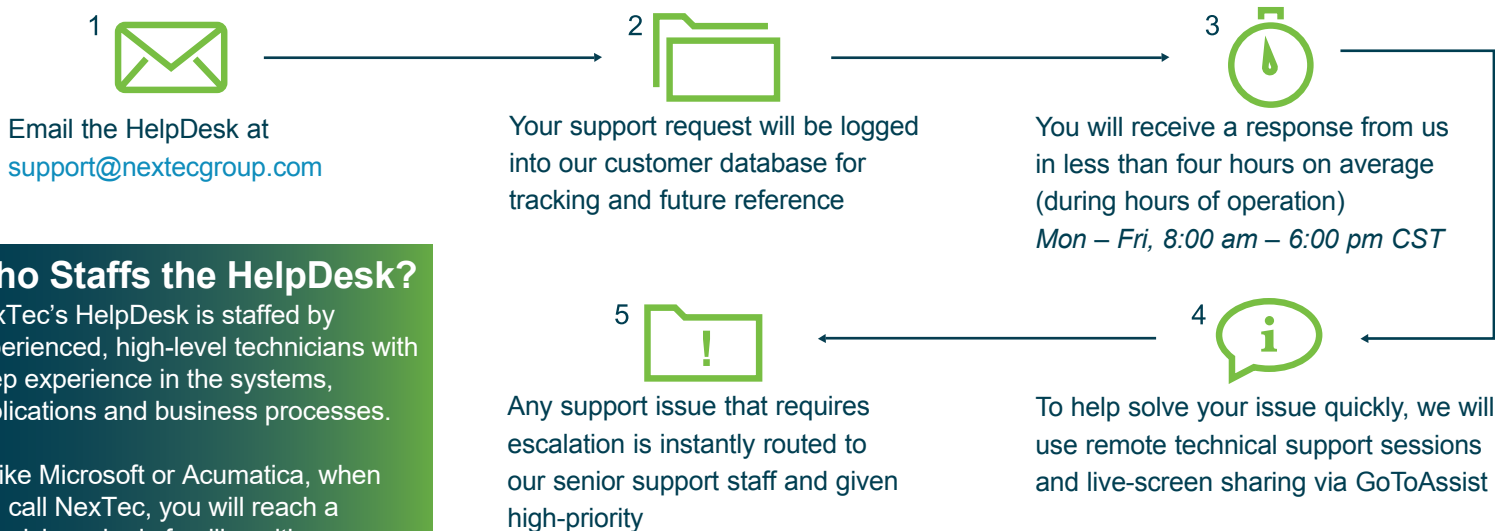 1
Email the HelpDesk at
support@nextecgroup.com
2
Your support request will be logged
into our customer database for
tracking and future reference
3
You will receive a response from us
in less than four hours on average
(during hours of operation)
Mon – Fri, 8:00 am – 6:00 pm CST
4
i
To help solve your issue quickly, we will
use remote technical support sessions
and live-screen sharing via GoToAssist
5
!
Any support issue that requires
escalation is instantly routed to
our senior support staff and given
high-priority
Staffs the HelpDesk?
HelpDesk is staffed by
high-level technicians with
experience in the systems,
and business processes.
Microsoft or Acumatica, when
call NexTec, you will reach a